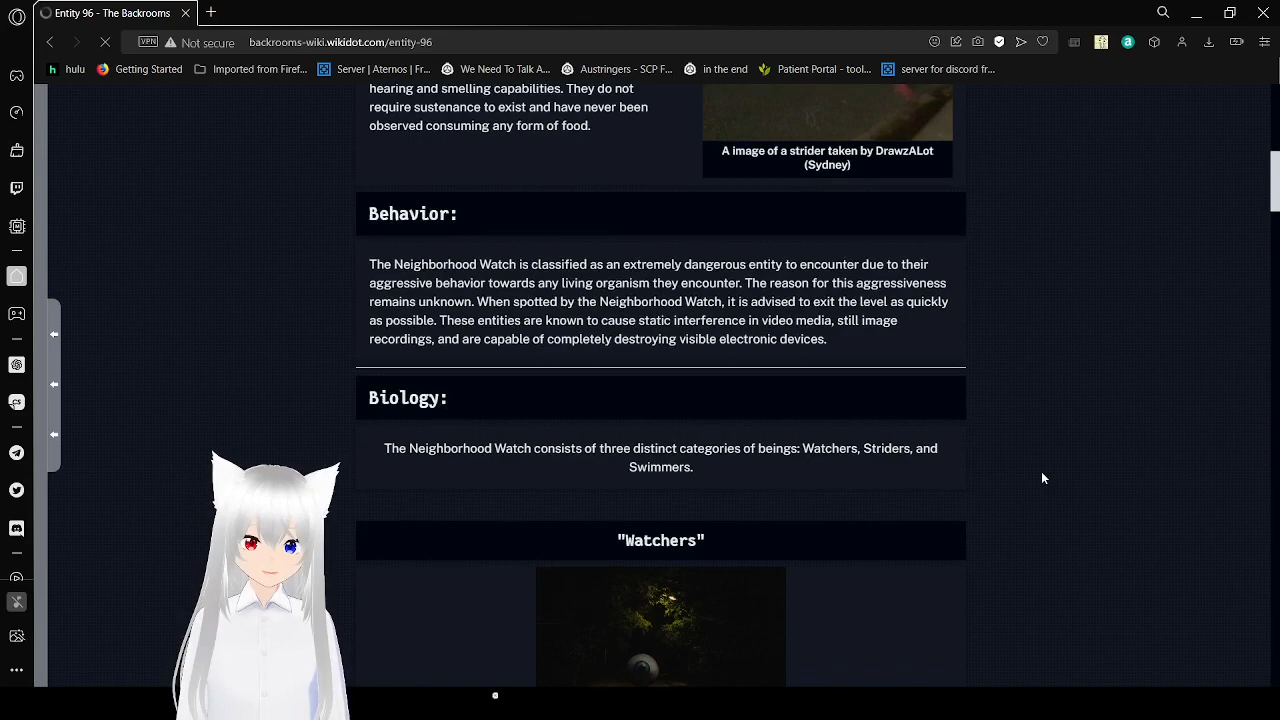 Entity 96 - The Backrooms
VPN
Not secure
backrooms-wiki.wikidot.com/entity-96
hulu
Getting Started
Imported from Firef...
Server | Aternos | Fr...
We Need To Talk A...
Austringers - SCP F...
in the end
Patient Portal - tool...
server for discord fr...
hearing and smelling capabilities. They do not
require sustenance to exist and have never been
observed consuming any form of food.
A image of a strider taken by DrawzALot
(Sydney)
Behavior:
The Neighborhood Watch is classified as an extremely dangerous entity to encounter due to their
aggressive behavior towards any living organism they encounter. The reason for this aggressiveness
remains unknown. When spotted by the Neighborhood Watch, it is advised to exit the level as quickly
as possible. These entities are known to cause static interference in video media, still image
recordings, and are capable of completely destroying visible electronic devices.
Biology:
The Neighborhood Watch consists of three distinct categories of beings: Watchers, Striders, and
Swimmers.
"Watchers"